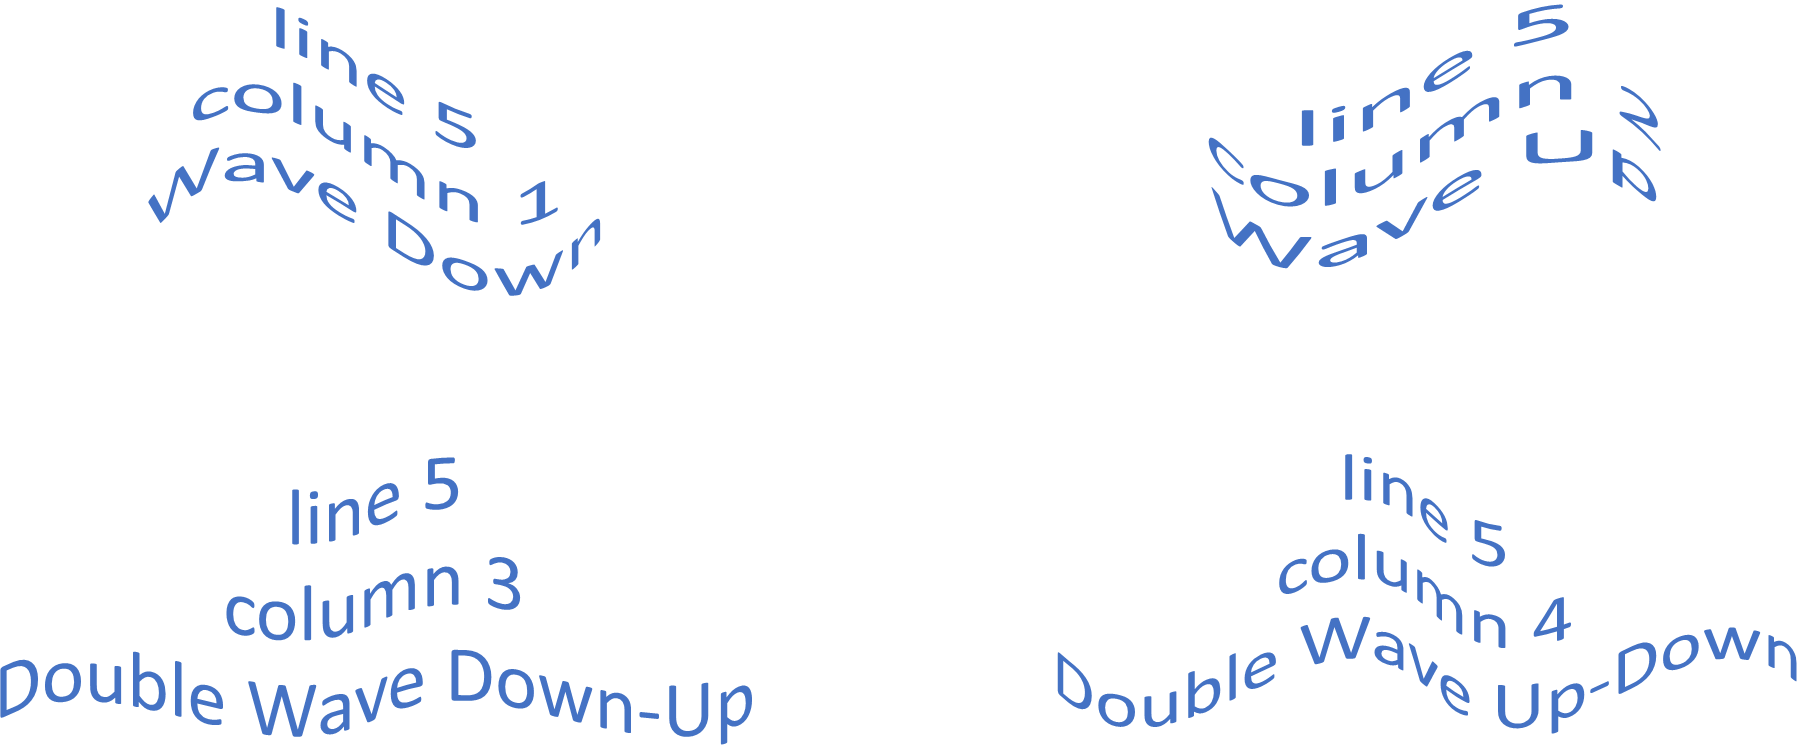 line 5
column 1
Wave Down
line 5
column 2
Wave Up
line 5
column 3
Double Wave Down-Up
line 5
column 4
Double Wave Up-Down